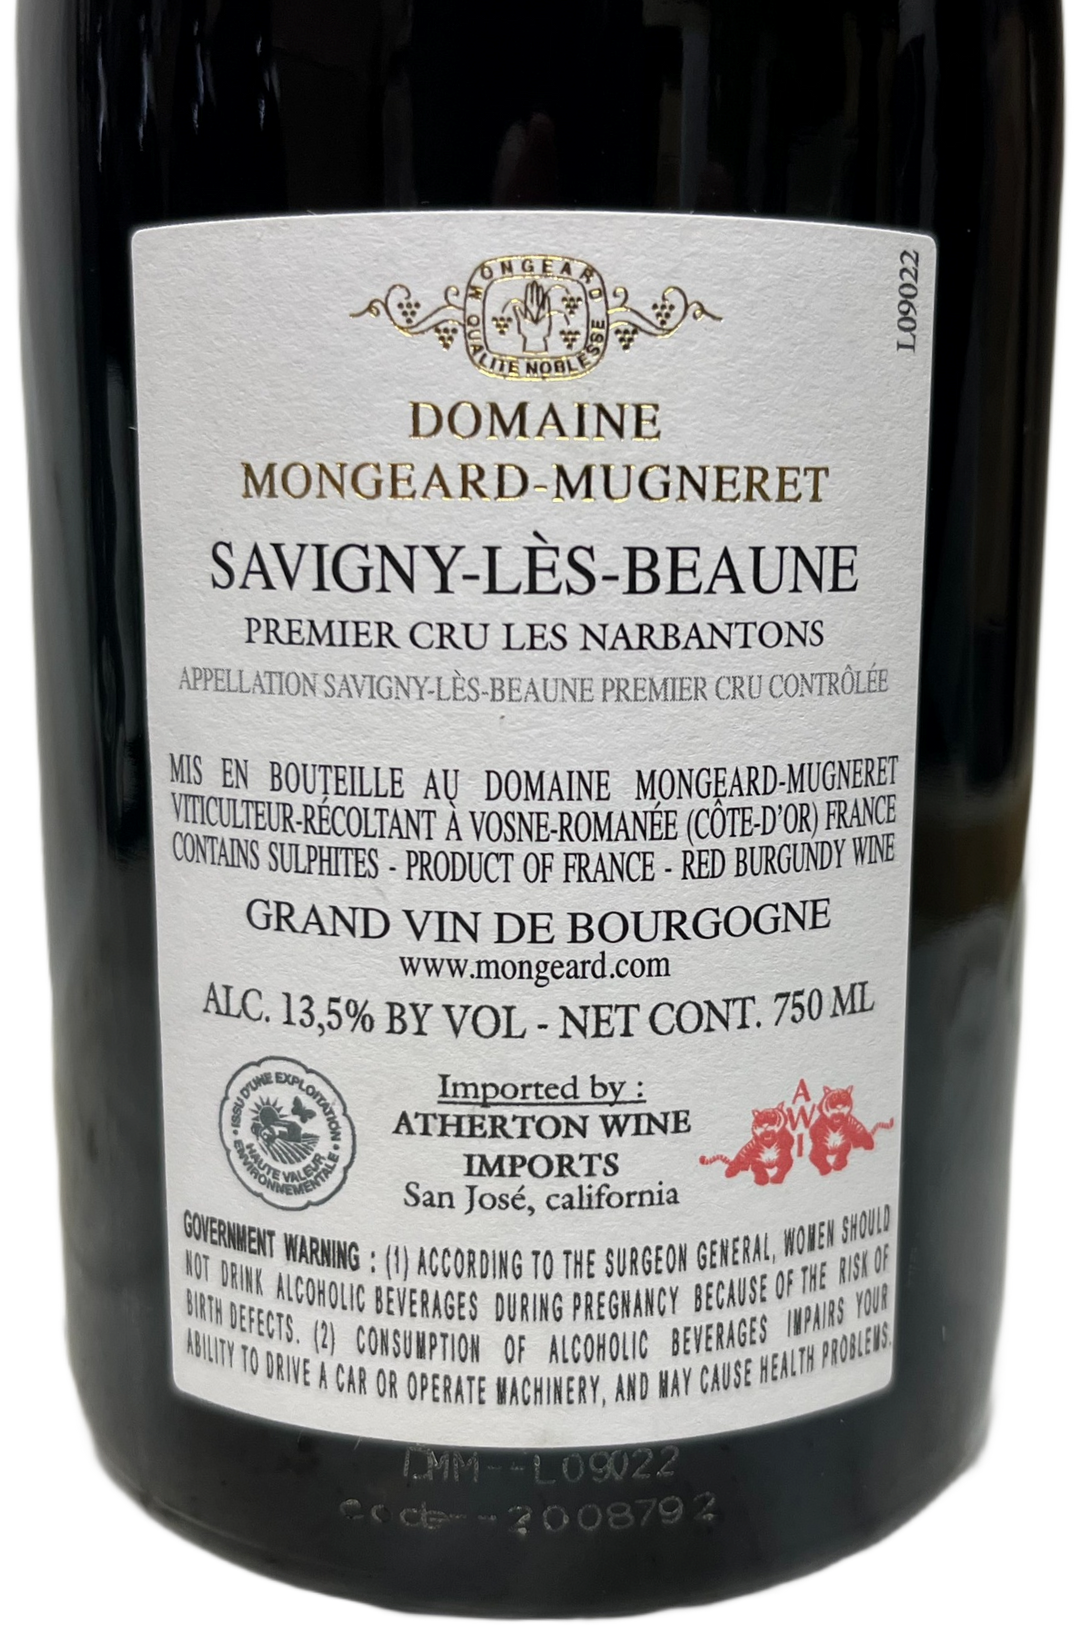 L09022
MONGEARD
QUALITE NOBLESSE
DOMAINE
MONGEARD-MUGNERET
SAVIGNY-LÈS-BEAUNE
PREMIER CRU LES NARBANTONS
APPELLATION SAVIGNY-LÈS-BEAUNE PREMIER CRU CONTRÔLÉE
MIS EN BOUTEILLE AU DOMAINE MONGEARD-MUGNERET
VITICULTEUR-RÉCOLTANT À VOSNE-ROMANÉE (CÔTE-D'OR) FRANCE
CONTAINS SULPHITES - PRODUCT OF FRANCE - RED BURGUNDY WINE
GRAND VIN DE BOURGOGNE
www.mongeard.com
ALC. 13,5% BY VOL - NET CONT. 750 ML
ISSU D'UNE EXPLOITATION
HAUTE VALEUR
ENVIRONNEMENTALE
Imported by :
ATHERTON WINE
IMPORTS
San José, california
A
W
I
GOVERNMENT WARNING : (1) ACCORDING TO THE SURGEON GENERAL, WOMEN SHOULD
NOT DRINK ALCOHOLIC BEVERAGES DURING PREGNANCY BECAUSE OF THE RISK OF
BIRTH DEFECTS. (2) CONSUMPTION OF ALCOHOLIC BEVERAGES IMPAIRS YOUR
ABILITY TO DRIVE A CAR OR OPERATE MACHINERY, AND MAY CAUSE HEALTH PROBLEMS.
DMM--L09022
code--2008792